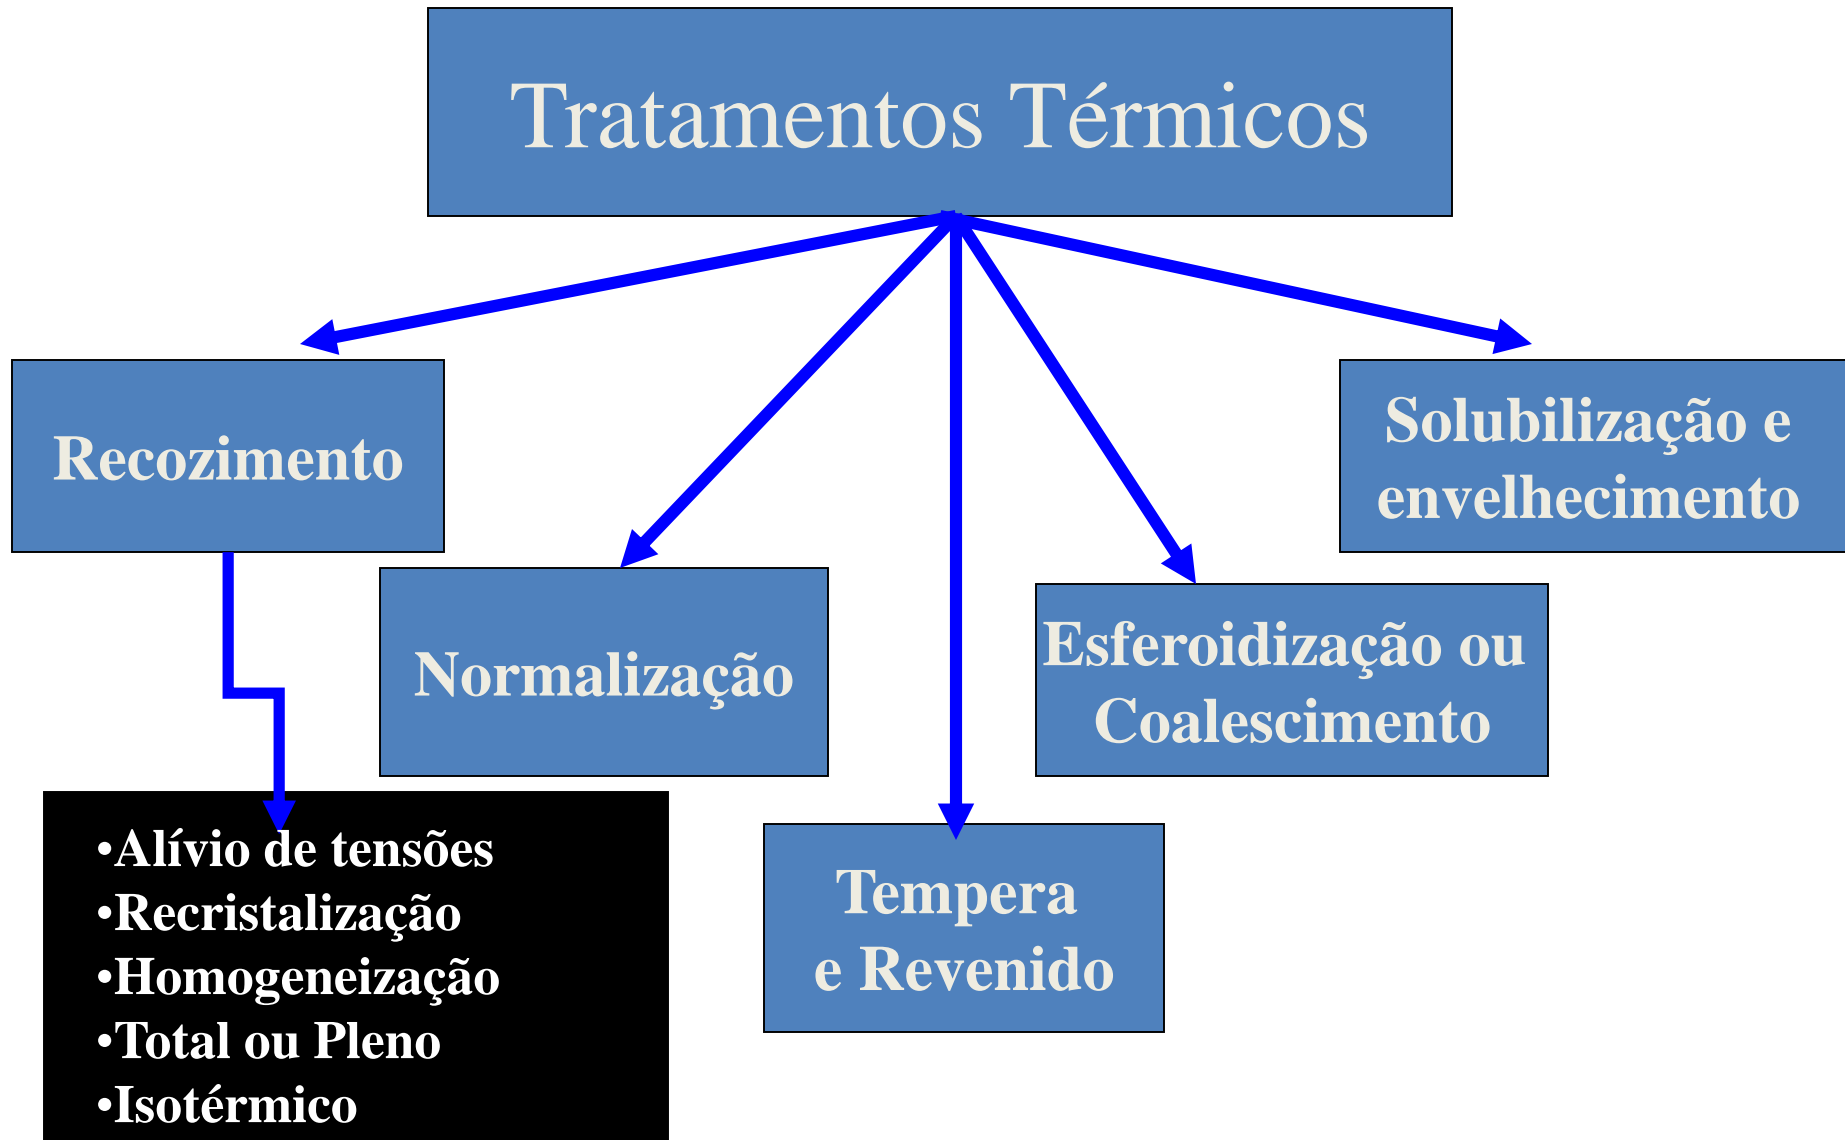 Tratamentos Térmicos
Recozimento
Solubilização e
envelhecimento
Normalização
Esferoidização ou
Coalescimento
Tempera
e Revenido
•Alívio de tensões
•Recristalização
•Homogeneização
•Total ou Pleno
•Isotérmico